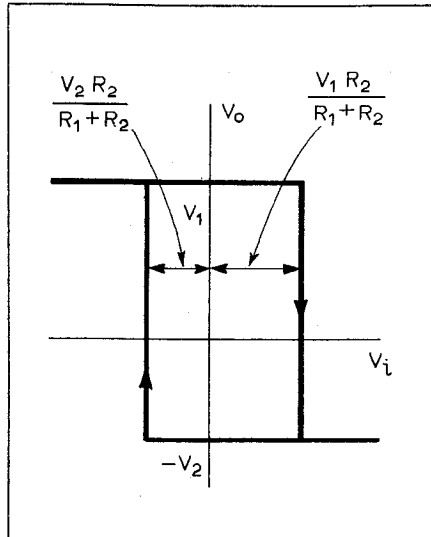 V₂ R₂
R₁+R₂
V₁ R₂
R₁+R₂
Vₒ
V₁
Vᵢ
-V₂